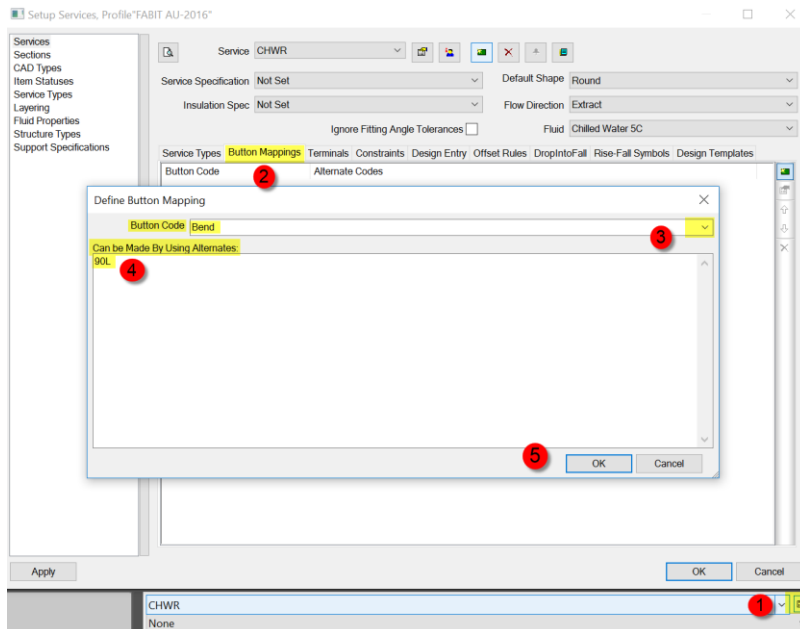 Setup Services, Profile"FABIT AU-2016"
Services
Sections
CAD Types
Item Statuses
Service Types
Layering
Fluid Properties
Structure Types
Support Specifications
Service CHWR
Service Specification Not Set Default Shape Round
Insulation Spec Not Set Flow Direction Extract
Ignore Fitting Angle Tolerances Fluid Chilled Water 5C
Service Types Button Mappings Terminals Constraints Design Entry Offset Rules DropIntoFall Rise-Fall Symbols Design Templates
Button Code Alternate Codes
2
Define Button Mapping
Button Code Bend
3
Can be Made By Using Alternates:
90L
4
5
OK Cancel
Apply OK Cancel
CHWR 1
None